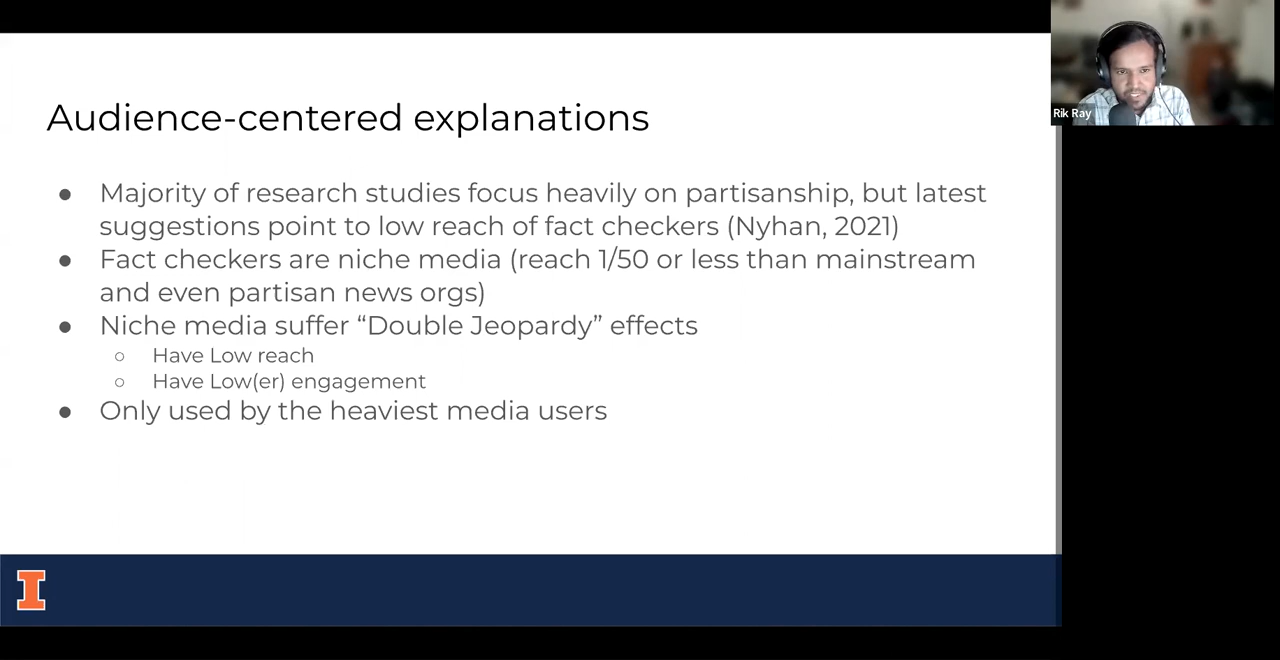 Audience-centered explanations
● Majority of research studies focus heavily on partisanship, but latest
suggestions point to low reach of fact checkers (Nyhan, 2021)
● Fact checkers are niche media (reach 1/50 or less than mainstream
and even partisan news orgs)
● Niche media suffer “Double Jeopardy” effects
○ Have Low reach
○ Have Low(er) engagement
● Only used by the heaviest media users
Rik Ray
I